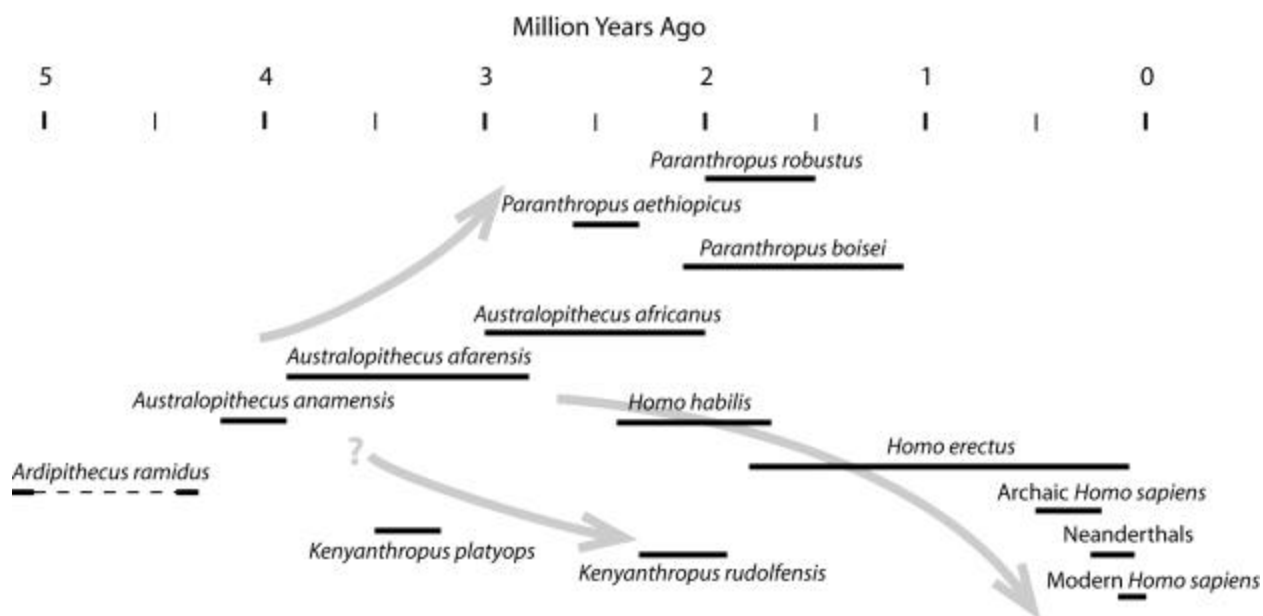 Million Years Ago
5 4 3 2 1 0
Paranthropus robustus
Paranthropus aethiopicus
Paranthropus boisei
Australopithecus africanus
Australopithecus afarensis
Australopithecus anamensis
Homo habilis
?
Homo erectus
Ardipithecus ramidus
Archaic Homo sapiens
Neanderthals
Kenyanthropus platyops
Kenyanthropus rudolfensis
Modern Homo sapiens